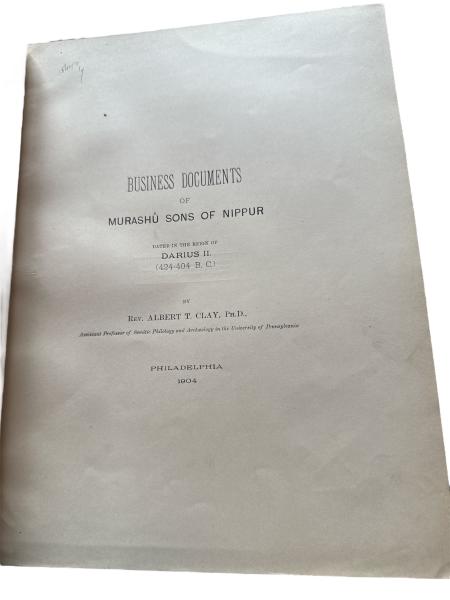 BUSINESS DOCUMENTS
OF
MURASHÛ SONS OF NIPPUR
DATED IN THE REIGN OF
DARIUS II.
(424-404 B. C.)
BY
REV. ALBERT T. CLAY, PH.D.,
Assistant Professor of Semitic Philology and Archæology in the University of Pennsylvania
PHILADELPHIA
1904